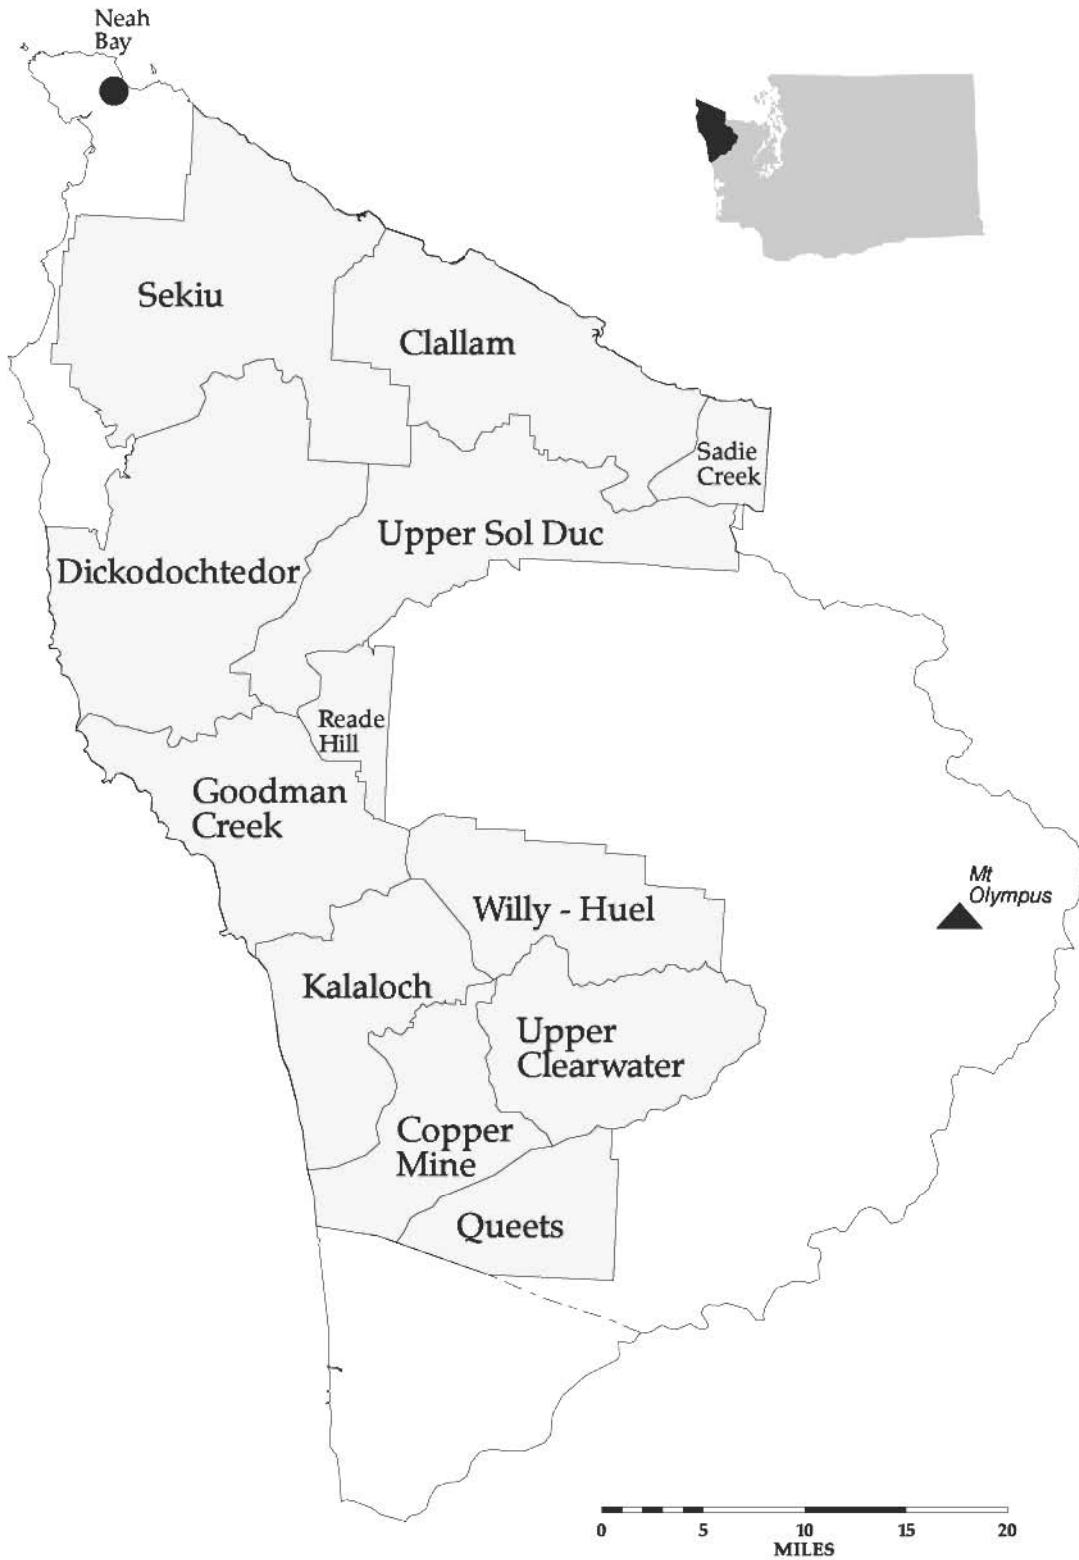 Neah
Bay
Sekiu
Clallam
Sadie
Creek
Upper Sol Duc
Dickodochtedor
Reade
Hill
Goodman
Creek
Mt
Olympus
Willy - Huel
Kalaloch
Upper
Clearwater
Copper
Mine
Queets
0 5 10 15 20
MILES